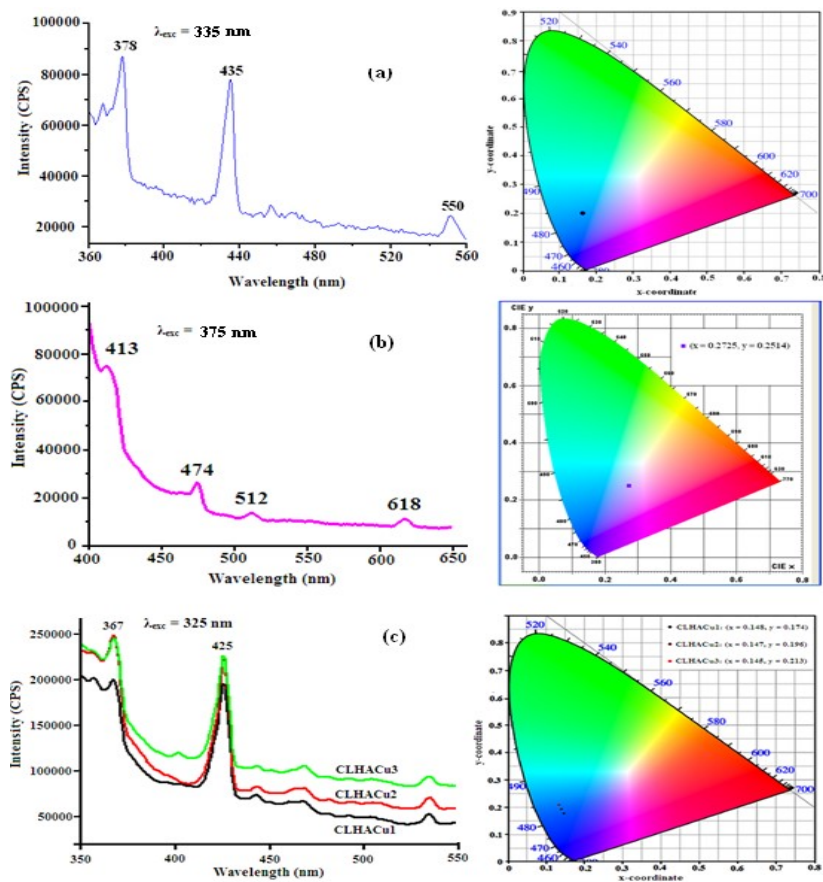 100000
80000
60000
40000
20000
Intensity (CPS)
λexc = 335 nm
378
435
(a)
550
360 400 440 480 520 560
Wavelength (nm)
0.9
0.8
0.7
0.6
0.5
0.4
0.3
0.2
0.1
0
y-coordinate
520
540
560
580
600
620
700
490
480
470
460
0 0.1 0.2 0.3 0.4 0.5 0.6 0.7 0.8
x-coordinate
100000
80000
60000
40000
20000
0
Intensity (CPS)
λexc = 375 nm
(b)
413
474
512
618
400 450 500 550 600 650
Wavelength (nm)
CIE y
0.8
0.6
0.4
0.2
0.0
(x = 0.2725, y = 0.2514)
0.0 0.2 0.4 0.6 0.8
CIE x
250000
200000
150000
100000
50000
Intensity (CPS)
367
λexc = 325 nm
425
(c)
CLHACu3
CLHACu2
CLHACu1
350 400 450 500 550
Wavelength (nm)
0.9
0.8
0.7
0.6
0.5
0.4
0.3
0.2
0.1
0
y-coordinate
CLHACu1: (x = 0.148, y = 0.174)
CLHACu2: (x = 0.147, y = 0.196)
CLHACu3: (x = 0.145, y = 0.213)
520
540
560
580
600
620
700
490
480
470
460
0 0.1 0.2 0.3 0.4 0.5 0.6 0.7 0.8
x-coordinate